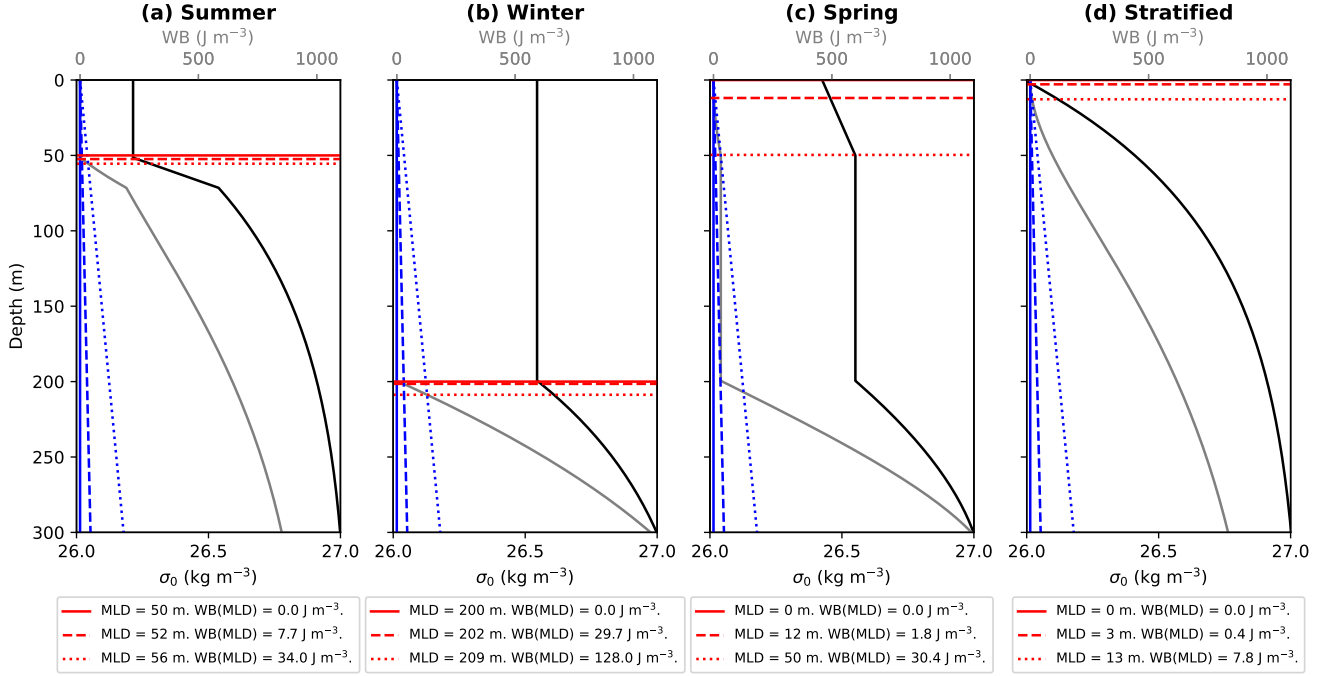 (a) Summer
WB (J m⁻³)
0 500 1000
(b) Winter
WB (J m⁻³)
0 500 1000
(c) Spring
WB (J m⁻³)
0 500 1000
(d) Stratified
WB (J m⁻³)
0 500 1000
Depth (m)
0
50
100
150
200
250
300
26.0 26.5 27.0
σ₀ (kg m⁻³)
26.0 26.5 27.0
σ₀ (kg m⁻³)
26.0 26.5 27.0
σ₀ (kg m⁻³)
26.0 26.5 27.0
σ₀ (kg m⁻³)
MLD = 50 m. WB(MLD) = 0.0 J m⁻³.
MLD = 52 m. WB(MLD) = 7.7 J m⁻³.
MLD = 56 m. WB(MLD) = 34.0 J m⁻³.
MLD = 200 m. WB(MLD) = 0.0 J m⁻³.
MLD = 202 m. WB(MLD) = 29.7 J m⁻³.
MLD = 209 m. WB(MLD) = 128.0 J m⁻³.
MLD = 0 m. WB(MLD) = 0.0 J m⁻³.
MLD = 12 m. WB(MLD) = 1.8 J m⁻³.
MLD = 50 m. WB(MLD) = 30.4 J m⁻³.
MLD = 0 m. WB(MLD) = 0.0 J m⁻³.
MLD = 3 m. WB(MLD) = 0.4 J m⁻³.
MLD = 13 m. WB(MLD) = 7.8 J m⁻³.